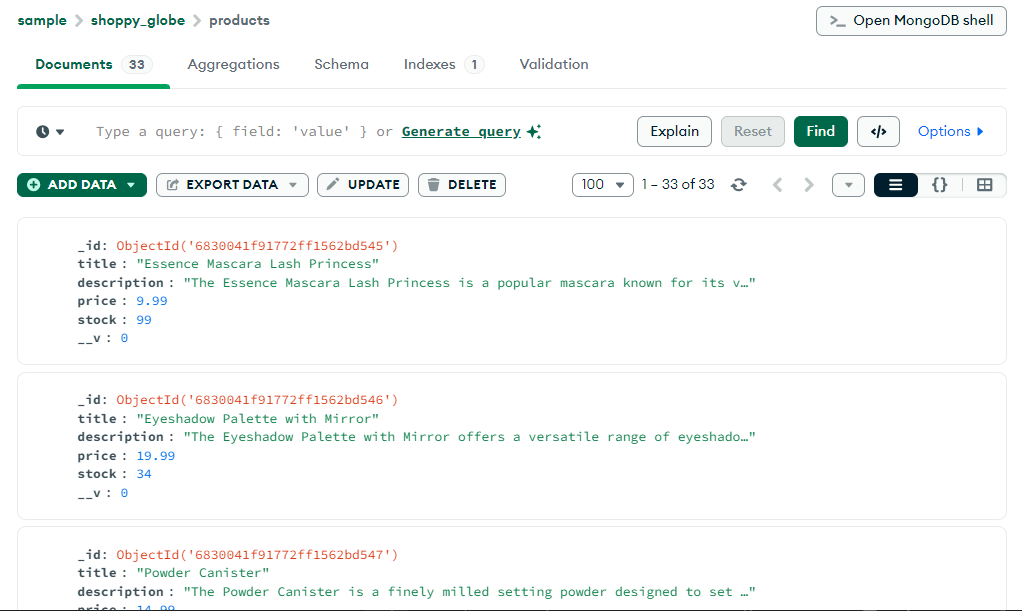 sample > shoppy_globe > products
>_ Open MongoDB shell
Documents 33 Aggregations Schema Indexes 1 Validation
Type a query: { field: 'value' } or Generate query
Explain Reset Find </> Options
ADD DATA EXPORT DATA UPDATE DELETE 100 1 – 33 of 33 {}
_id: ObjectId('6830041f91772ff1562bd545')
title : "Essence Mascara Lash Princess"
description : "The Essence Mascara Lash Princess is a popular mascara known for its v…"
price : 9.99
stock : 99
__v : 0
_id: ObjectId('6830041f91772ff1562bd546')
title : "Eyeshadow Palette with Mirror"
description : "The Eyeshadow Palette with Mirror offers a versatile range of eyeshado…"
price : 19.99
stock : 34
__v : 0
_id: ObjectId('6830041f91772ff1562bd547')
title : "Powder Canister"
description : "The Powder Canister is a finely milled setting powder designed to set …"
price : 14.99